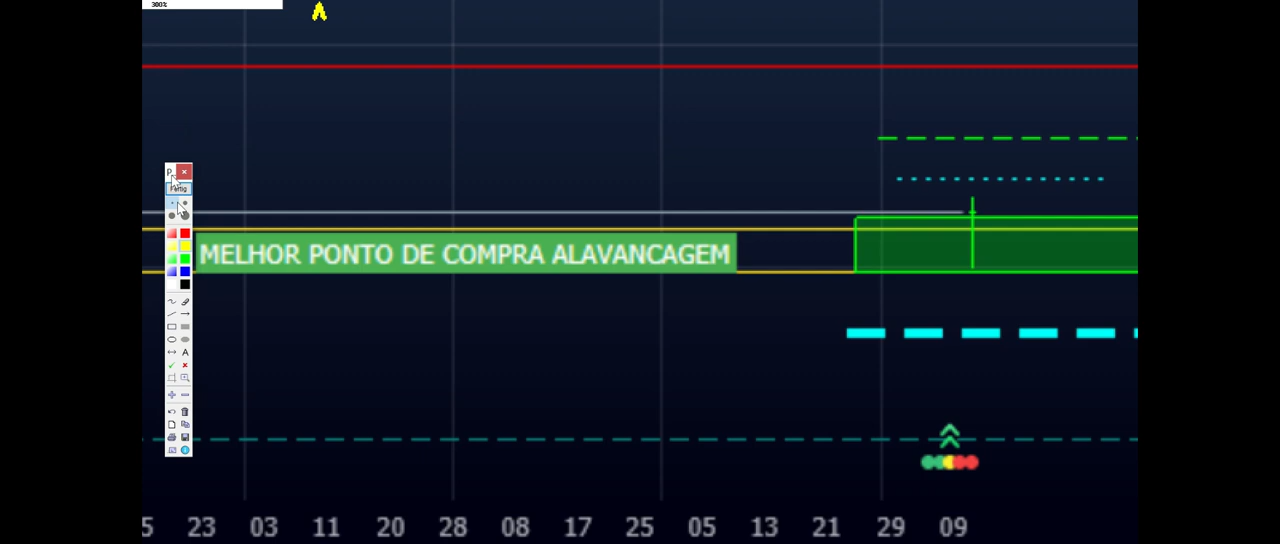 300%
P
Fertig
A
MELHOR PONTO DE COMPRA ALAVANCAGEM
5 23 03 11 20 28 08 17 25 05 13 21 29 09